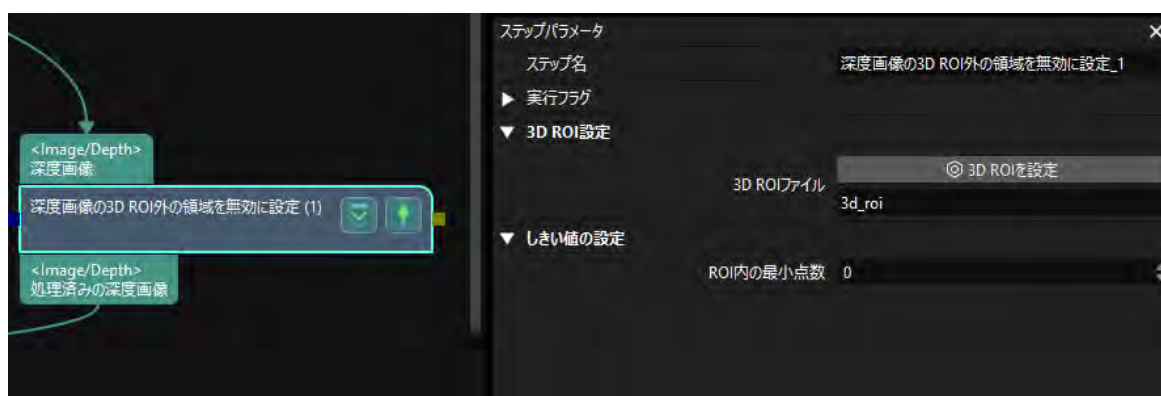 <Image/Depth>
深度画像
深度画像の3D ROI外の領域を無効に設定 (1)
<Image/Depth>
処理済みの深度画像
ステップパラメータ
ステップ名 深度画像の3D ROI外の領域を無効に設定_1
▶ 実行フラグ
▼ 3D ROI設定
3D ROIファイル
3D ROIを設定
3d_roi
▼ しきい値の設定
ROI内の最小点数 0